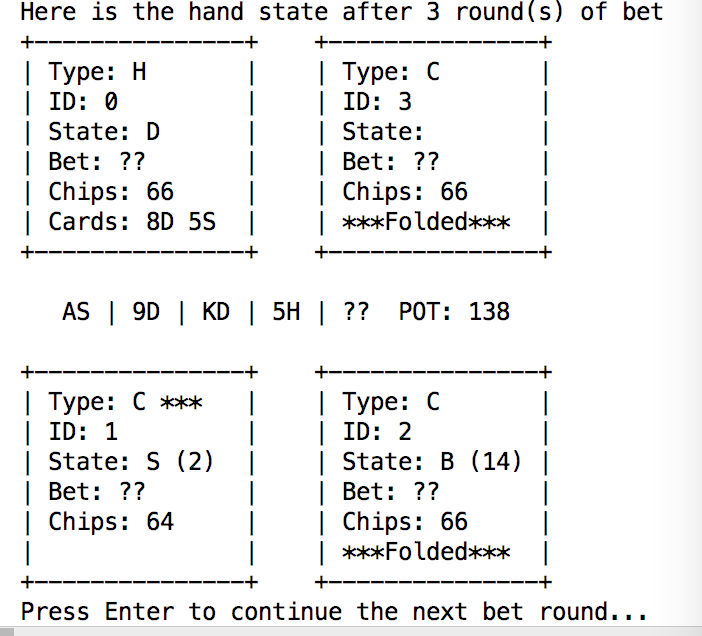 Here is the hand state after 3 round(s) of bet
+---------------+    +---------------+
| Type: H       |    | Type: C       |
| ID: 0         |    | ID: 3         |
| State: D      |    | State:        |
| Bet: ??       |    | Bet: ??       |
| Chips: 66     |    | Chips: 66     |
| Cards: 8D 5S  |    | ***Folded***  |
+---------------+    +---------------+
AS | 9D | KD | 5H | ??  POT: 138
+---------------+    +---------------+
| Type: C ***   |    | Type: C       |
| ID: 1         |    | ID: 2         |
| State: S (2)  |    | State: B (14) |
| Bet: ??       |    | Bet: ??       |
| Chips: 64     |    | Chips: 66     |
|               |    | ***Folded***  |
+---------------+    +---------------+
Press Enter to continue the next bet round...